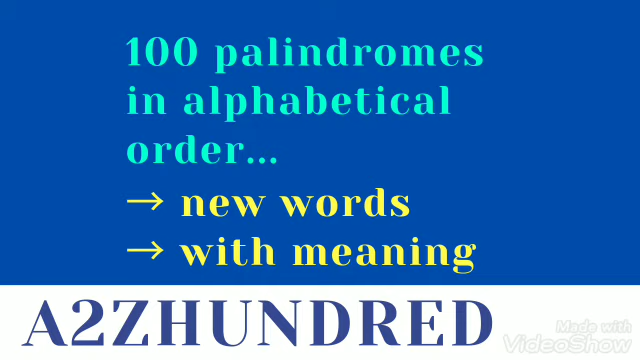 100 palindromes
in alphabetical
order...
→ new words
→ with meaning
A2ZHUNDRED
Made with
VideoShow